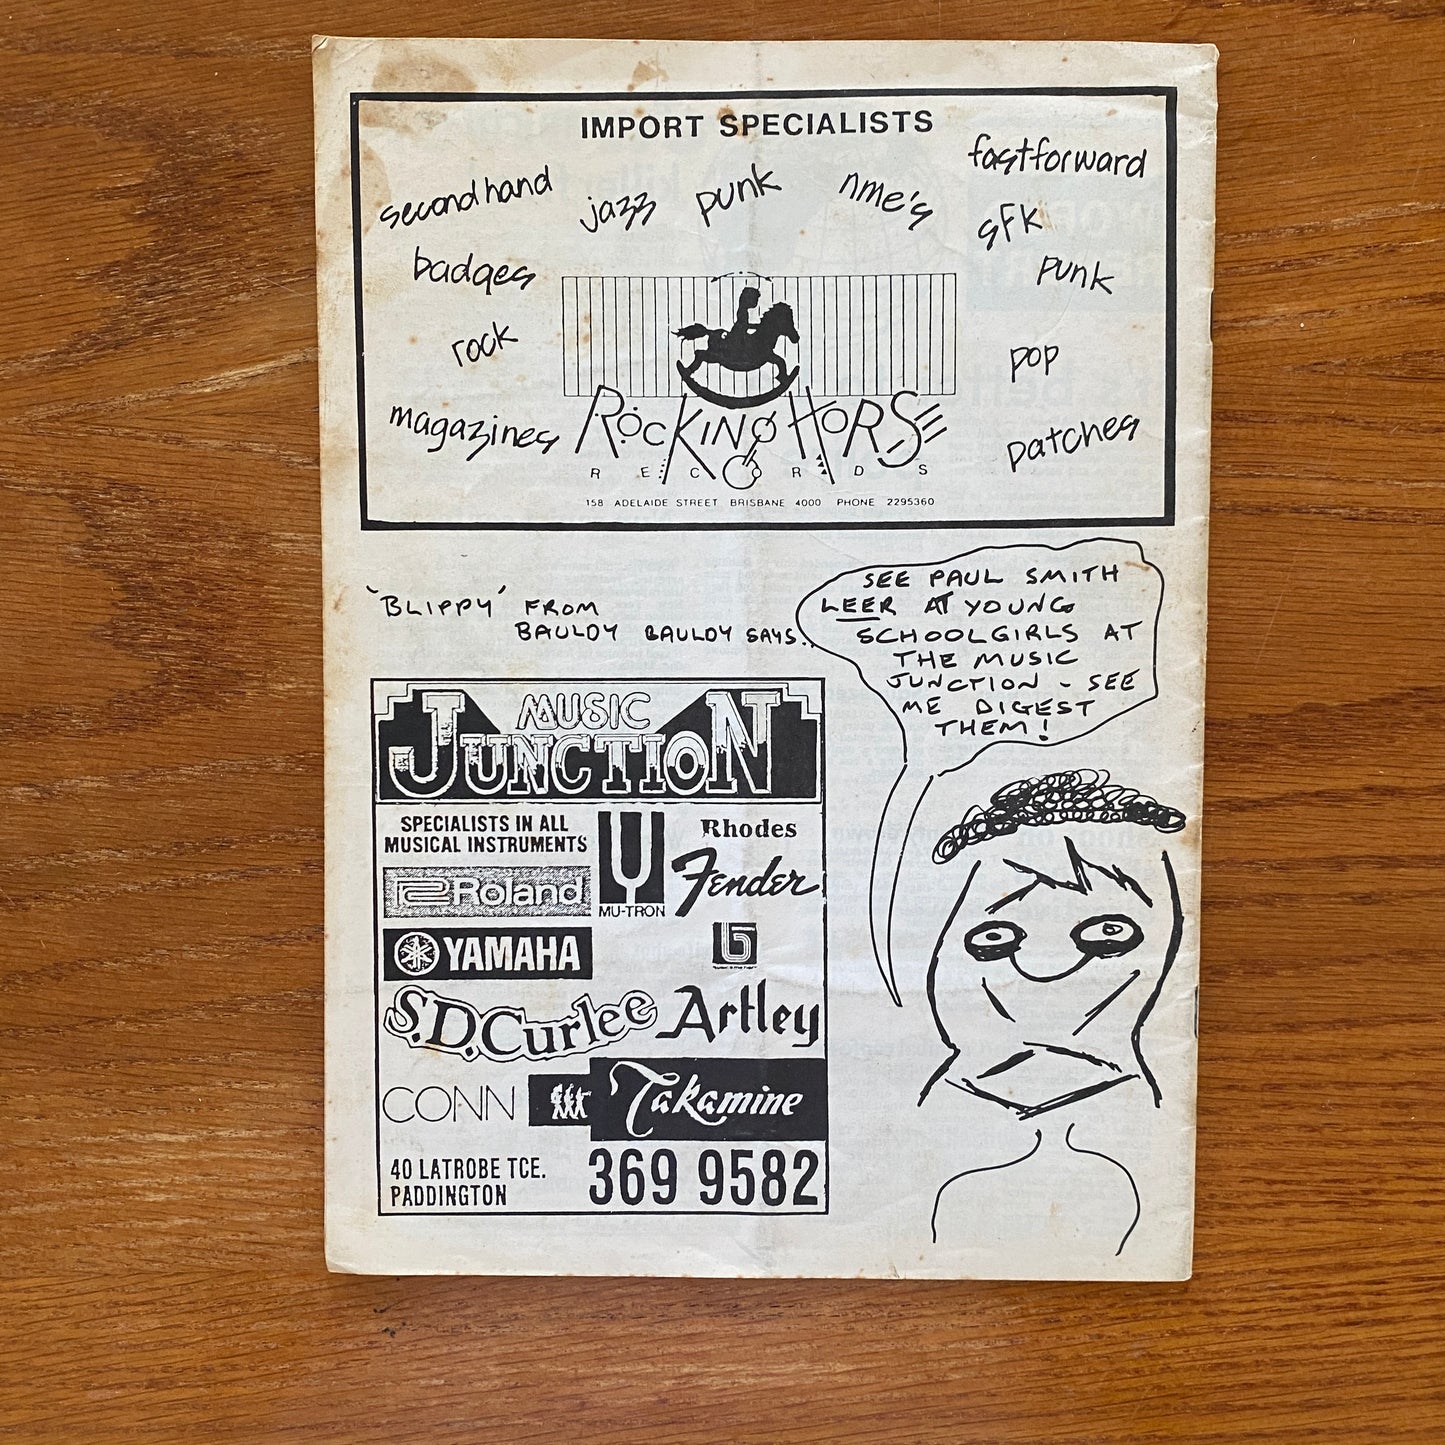 IMPORT SPECIALISTS
second hand
jazz
punk
nme's
fastforward
badges
sfk
punk
rock
pop
magazines
patches
ROCKING HORSE
RECORDS
158 ADELAIDE STREET BRISBANE 4000 PHONE 2295360
"BLIPPY" FROM
BAULDY BAULDY SAYS..
SEE PAUL SMITH
LEER AT YOUNG
SCHOOLGIRLS AT
THE MUSIC
JUNCTION - SEE
ME DIGEST
THEM!
MUSIC
JUNCTION
SPECIALISTS IN ALL
MUSICAL INSTRUMENTS
MU-TRON
Rhodes
Roland
Fender
YAMAHA
S.D. Curlee
Artley
CONN
Takamine
40 LATROBE TCE.
PADDINGTON
369 9582